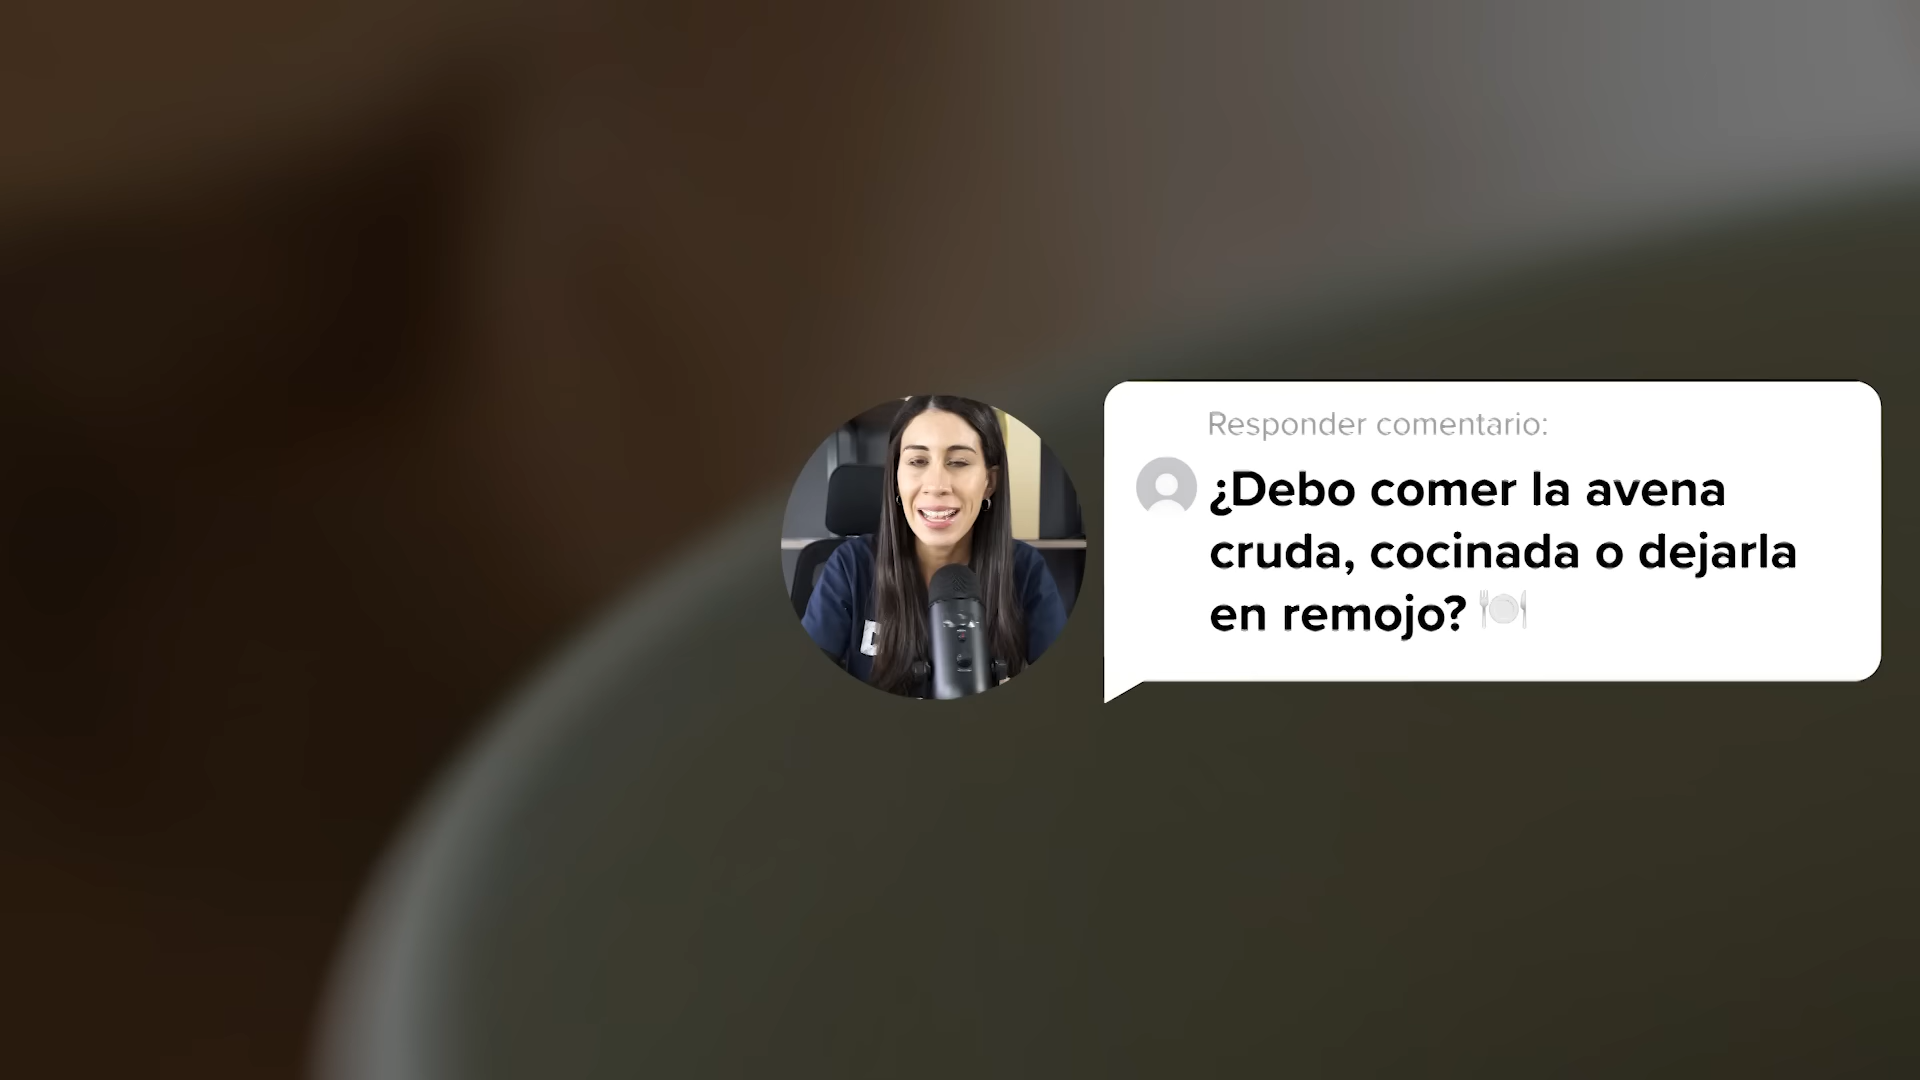 Responder comentario:
¿Debo comer la avena
cruda, cocinada o dejarla
en remojo? 🍽️